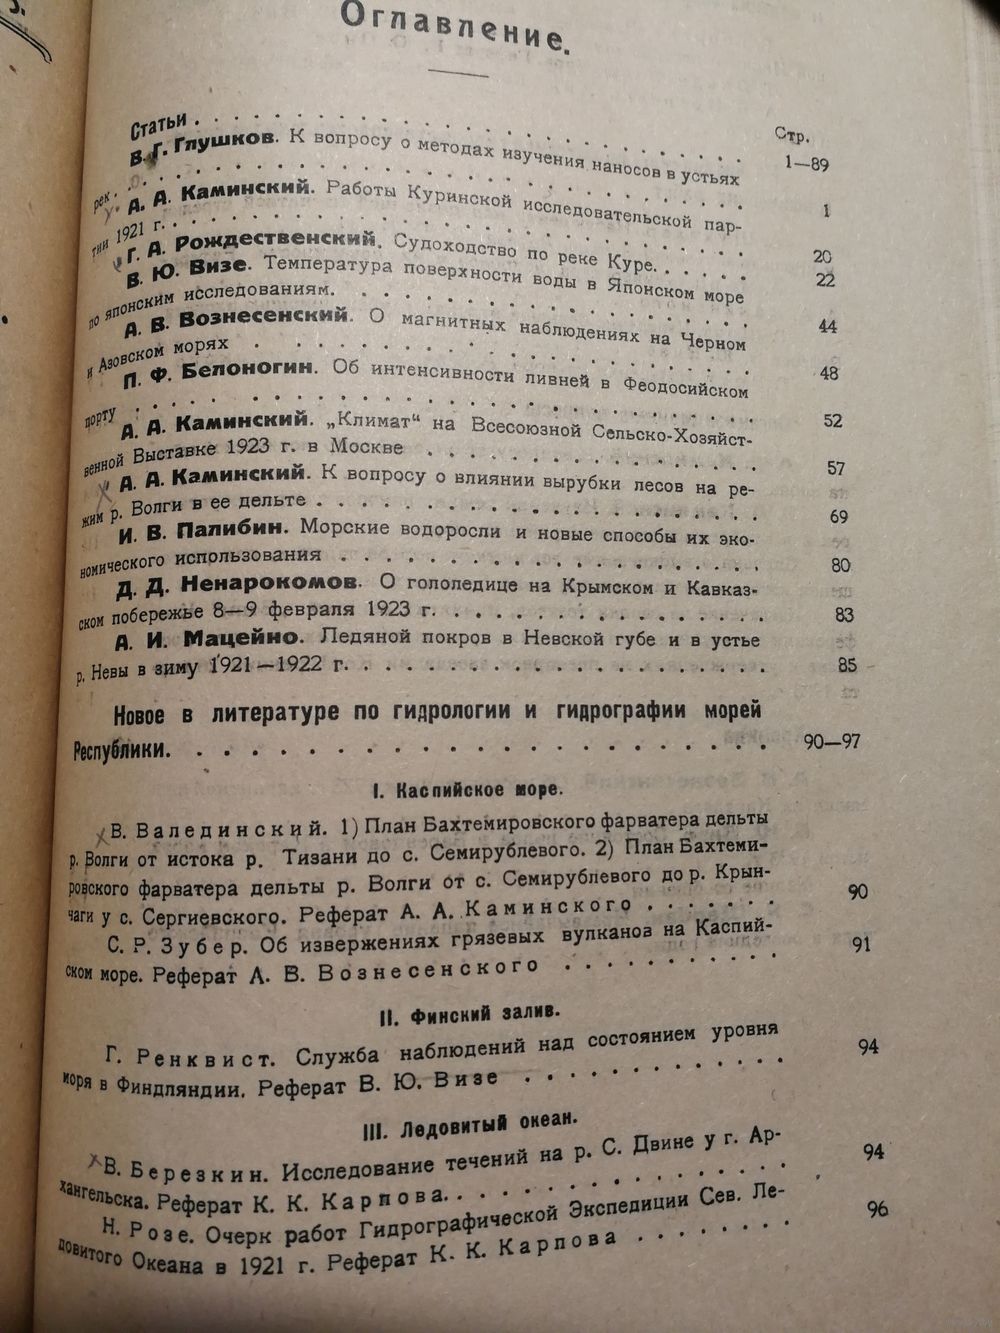 Оглавление.
Стр.
Статьи . . . . . . . . . . . . . . . . . . . . 1—89
В. Г. Глушков. К вопросу о методах изучения наносов в устьях
рек . . . . . . . . . . . . . . . . . . . . 1
А. А. Каминский. Работы Куринской исследовательской пар-
тии 1921 г. . . . . . . . . . . . . . . . . . . . 20
Г. А. Рождественский. Судоходство по реке Куре. . . . . . 22
В. Ю. Визе. Температура поверхности воды в Японском море
по японским исследованиям. . . . . . . . . . . . . . . 44
А. В. Вознесенский. О магнитных наблюдениях на Черном
и Азовском морях . . . . . . . . . . . . . . . . . 48
П. Ф. Белоногин. Об интенсивности ливней в Феодосийском
порту . . . . . . . . . . . . . . . . . . . . 52
А. А. Каминский. „Климат“ на Всесоюзной Сельско-Хозяйст-
венной Выставке 1923 г. в Москве . . . . . . . . . . . . 57
А. А. Каминский. К вопросу о влиянии вырубки лесов на ре-
жим р. Волги в ее дельте . . . . . . . . . . . . . . . 69
И. В. Палибин. Морские водоросли и новые способы их эко-
номического использования . . . . . . . . . . . . . . . 80
Д. Д. Ненарокомов. О гололедице на Крымском и Кавказ-
ском побережье 8—9 февраля 1923 г. . . . . . . . . . . . 83
А. И. Мацейно. Ледяной покров в Невской губе и в устье
р. Невы в зиму 1921—1922 г. . . . . . . . . . . . . . . 85
Новое в литературе по гидрологии и гидрографии морей
Республики. . . . . . . . . . . . . . . . . . . . 90—97
I. Каспийское море.
В. Валединский. 1) План Бахтемировского фарватера дельты
р. Волги от истока р. Тизани до с. Семирублевого. 2) План Бахтеми-
ровского фарватера дельты р. Волги от с. Семирублевого до р. Крын-
чаги у с. Сергиевского. Реферат А. А. Каминского . . . . . . . 90
С. Р. Зубер. Об извержениях грязевых вулканов на Каспий-
ском море. Реферат А. В. Вознесенского . . . . . . . . . . 91
II. Финский залив.
Г. Ренквист. Служба наблюдений над состоянием уровня
моря в Финдляндии. Реферат В. Ю. Визе . . . . . . . . . . . 94
III. Ледовитый океан.
В. Березкин. Исследование течений на р. С. Двине у г. Ар-
хангельска. Реферат К. К. Карпова. . . . . . . . . . . . . 94
Н. Розе. Очерк работ Гидрографической Экспедиции Сев. Ле-
довитого Океана в 1921 г. Реферат К. К. Карпова . . . . . . . 96